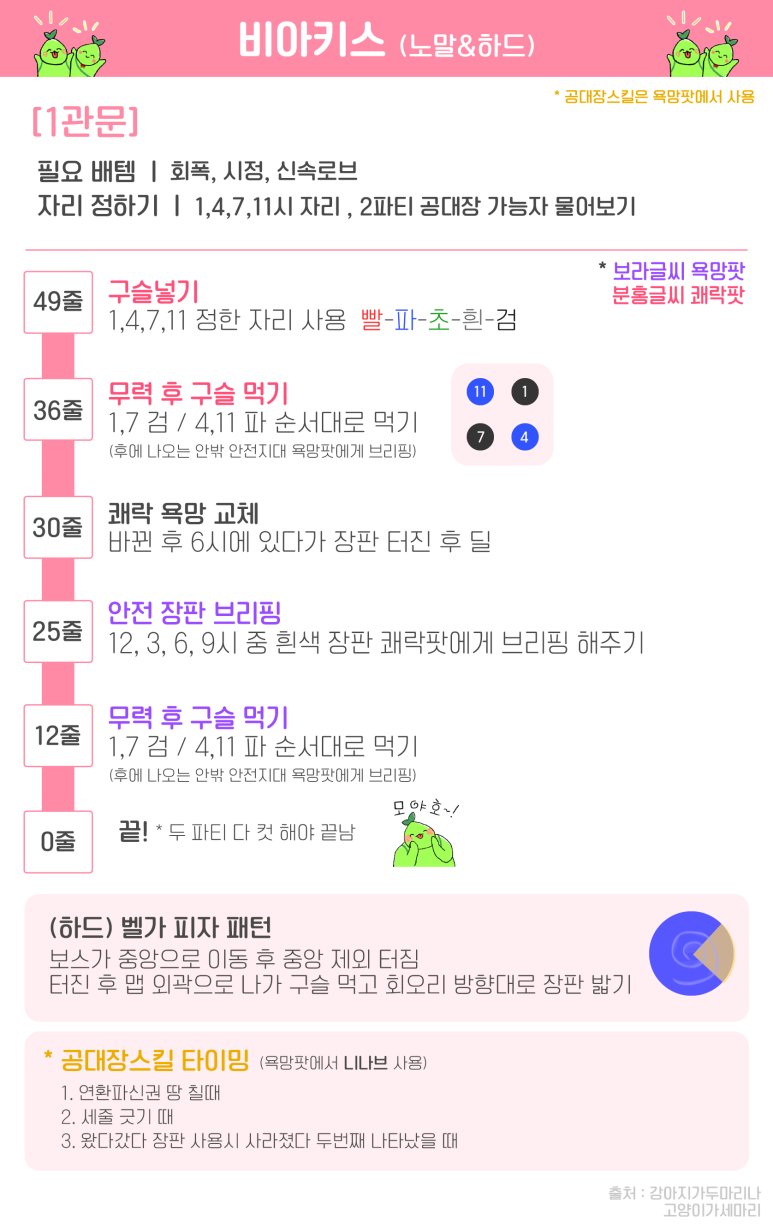 비아키스 (노말&하드)
* 공대장스킬은 욕망팟에서 사용
[1관문]
필요 배템 | 회폭, 시정, 신속로브
자리 정하기 | 1,4,7,11시 자리 , 2파티 공대장 가능자 물어보기
* 보라글씨 욕망팟
분홍글씨 쾌락팟
49줄
구슬넣기
1,4,7,11 정한 자리 사용 빨-파-초-흰-검
36줄
무력 후 구슬 먹기
1,7 검 / 4,11 파 순서대로 먹기
(후에 나오는 안밖 안전지대 욕망팟에게 브리핑)
11 1
7 4
30줄
쾌락 욕망 교체
바뀐 후 6시에 있다가 장판 터진 후 딜
25줄
안전 장판 브리핑
12, 3, 6, 9시 중 흰색 장판 쾌락팟에게 브리핑 해주기
12줄
무력 후 구슬 먹기
1,7 검 / 4,11 파 순서대로 먹기
(후에 나오는 안밖 안전지대 욕망팟에게 브리핑)
0줄
끝! * 두 파티 다 컷 해야 끝남
모야호~!
(하드) 벨가 피자 패턴
보스가 중앙으로 이동 후 중앙 제외 터짐
터진 후 맵 외곽으로 나가 구슬 먹고 회오리 방향대로 장판 밟기
* 공대장스킬 타이밍 (욕망팟에서 니나브 사용)
1. 연환파신권 땅 칠때
2. 세줄 긋기 때
3. 왔다갔다 장판 사용시 사라졌다 두번째 나타났을 때
출처 : 강아지가두마리나
고양이가세마리